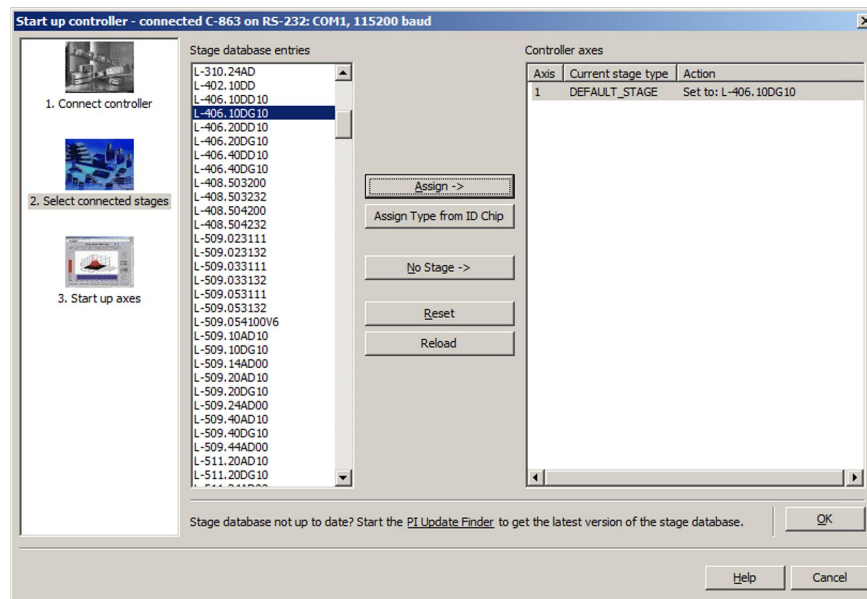 Start up controller - connected C-863 on RS-232: COM1, 115200 baud
1. Connect controller
2. Select connected stages
3. Start up axes
Stage database entries
L-310.24AD
L-402.10DD
L-406.10DD10
L-406.10DG10
L-406.20DD10
L-406.20DG10
L-406.40DD10
L-406.40DG10
L-408.503200
L-408.503232
L-408.504200
L-408.504232
L-509.023111
L-509.023132
L-509.033111
L-509.033132
L-509.053111
L-509.053132
L-509.054100V6
L-509.10AD10
L-509.10DG10
L-509.14AD00
L-509.20AD10
L-509.20DG10
L-509.24AD00
L-509.40AD10
L-509.40DG10
L-509.44AD00
L-511.20AD10
L-511.20DG10
Assign ->
Assign Type from ID Chip
No Stage ->
Reset
Reload
Controller axes
Axis Current stage type Action
1 DEFAULT_STAGE Set to: L-406.10DG10
Stage database not up to date? Start the PI Update Finder to get the latest version of the stage database.
OK
Help
Cancel